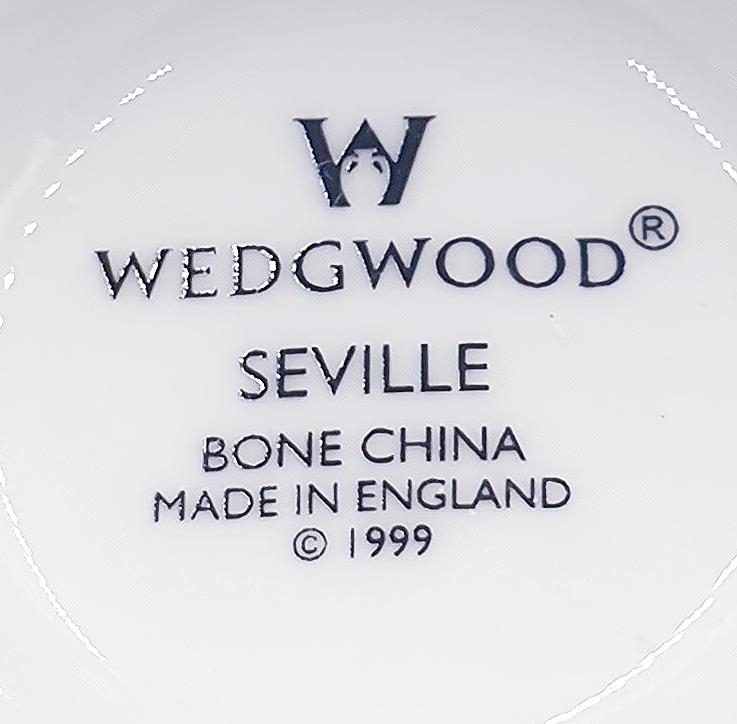 W
WEDGWOOD®
SEVILLE
BONE CHINA
MADE IN ENGLAND
© 1999